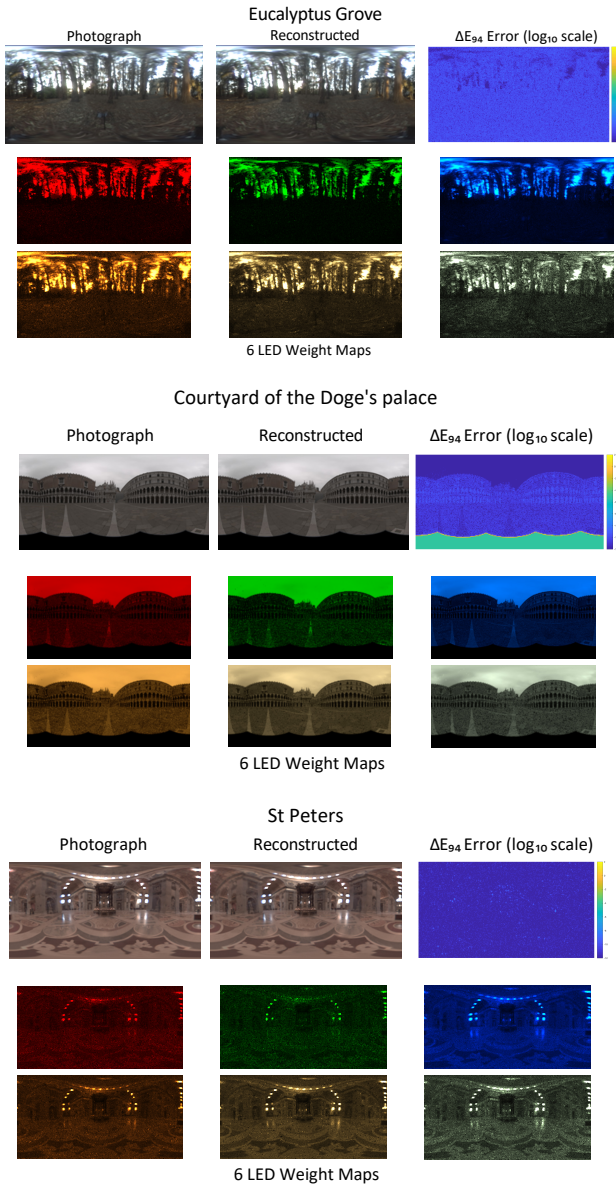 Eucalyptus Grove
Photograph Reconstructed ΔE₉₄ Error (log₁₀ scale)
6 LED Weight Maps
Courtyard of the Doge's palace
Photograph Reconstructed ΔE₉₄ Error (log₁₀ scale)
6 LED Weight Maps
St Peters
Photograph Reconstructed ΔE₉₄ Error (log₁₀ scale)
6 LED Weight Maps